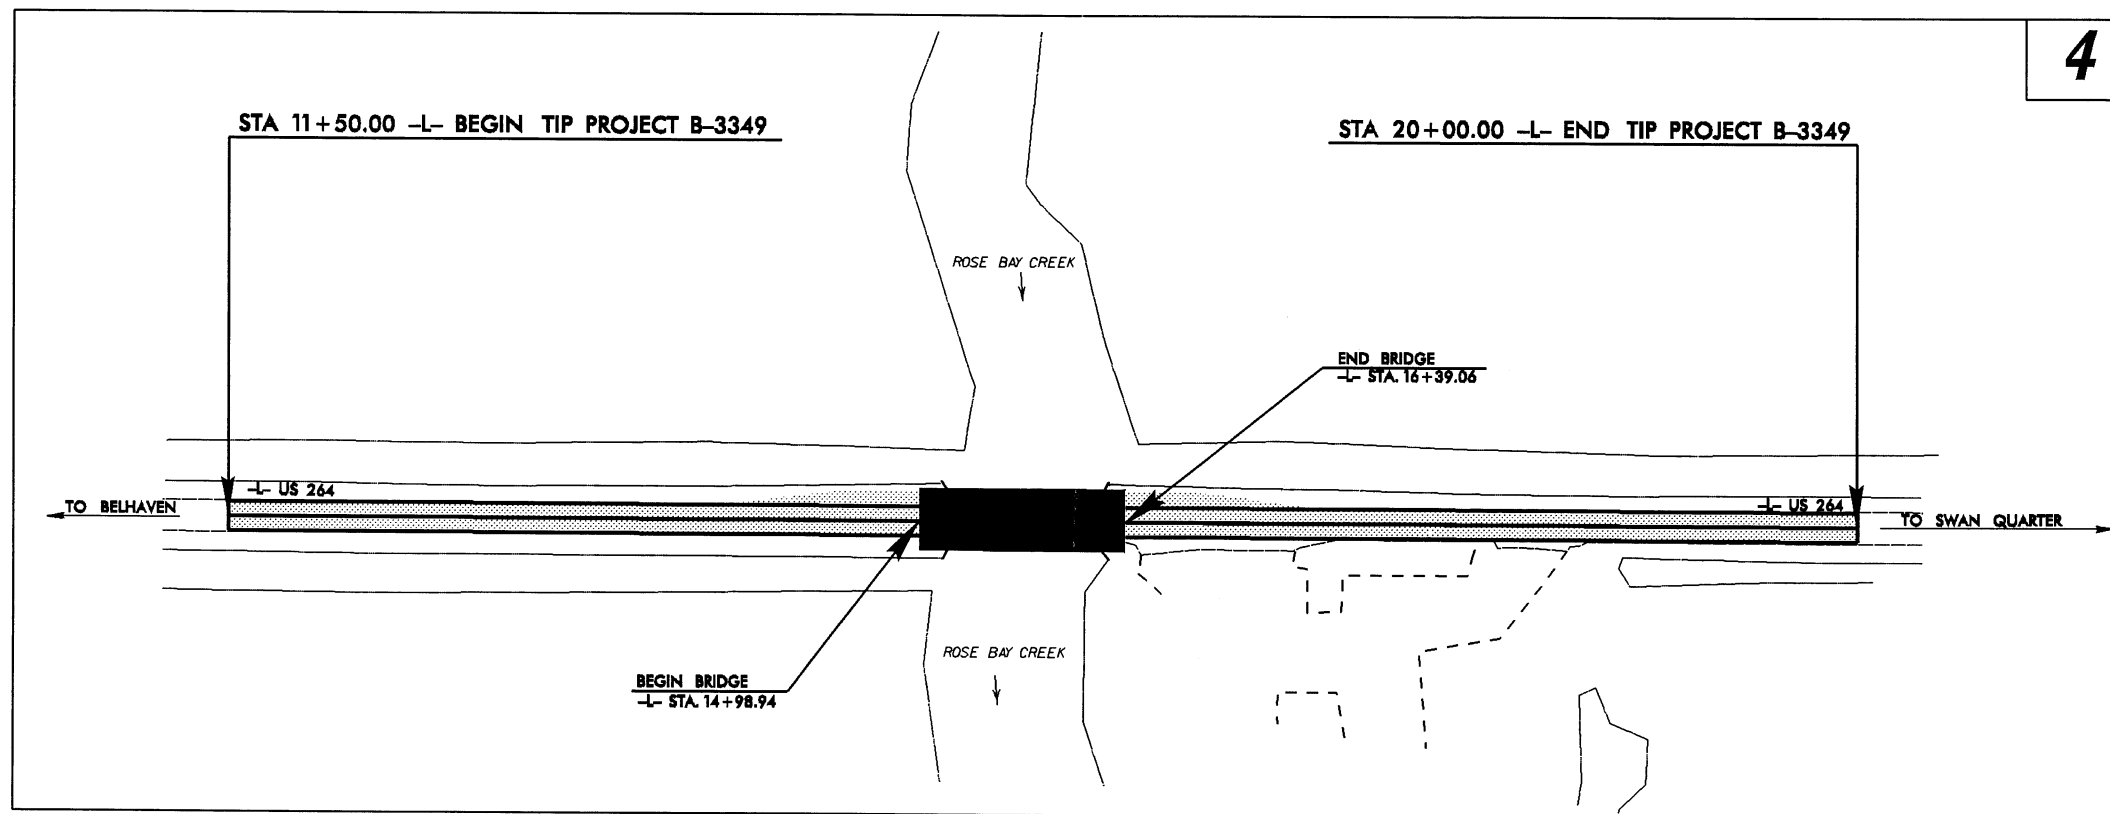 4
STA 11+50.00 -L- BEGIN TIP PROJECT B-3349
STA 20+00.00 -L- END TIP PROJECT B-3349
ROSE BAY CREEK
END BRIDGE
-L- STA. 16+39.06
-L- US 264
TO BELHAVEN
-L- US 264
TO SWAN QUARTER
ROSE BAY CREEK
BEGIN BRIDGE
-L- STA. 14+98.94